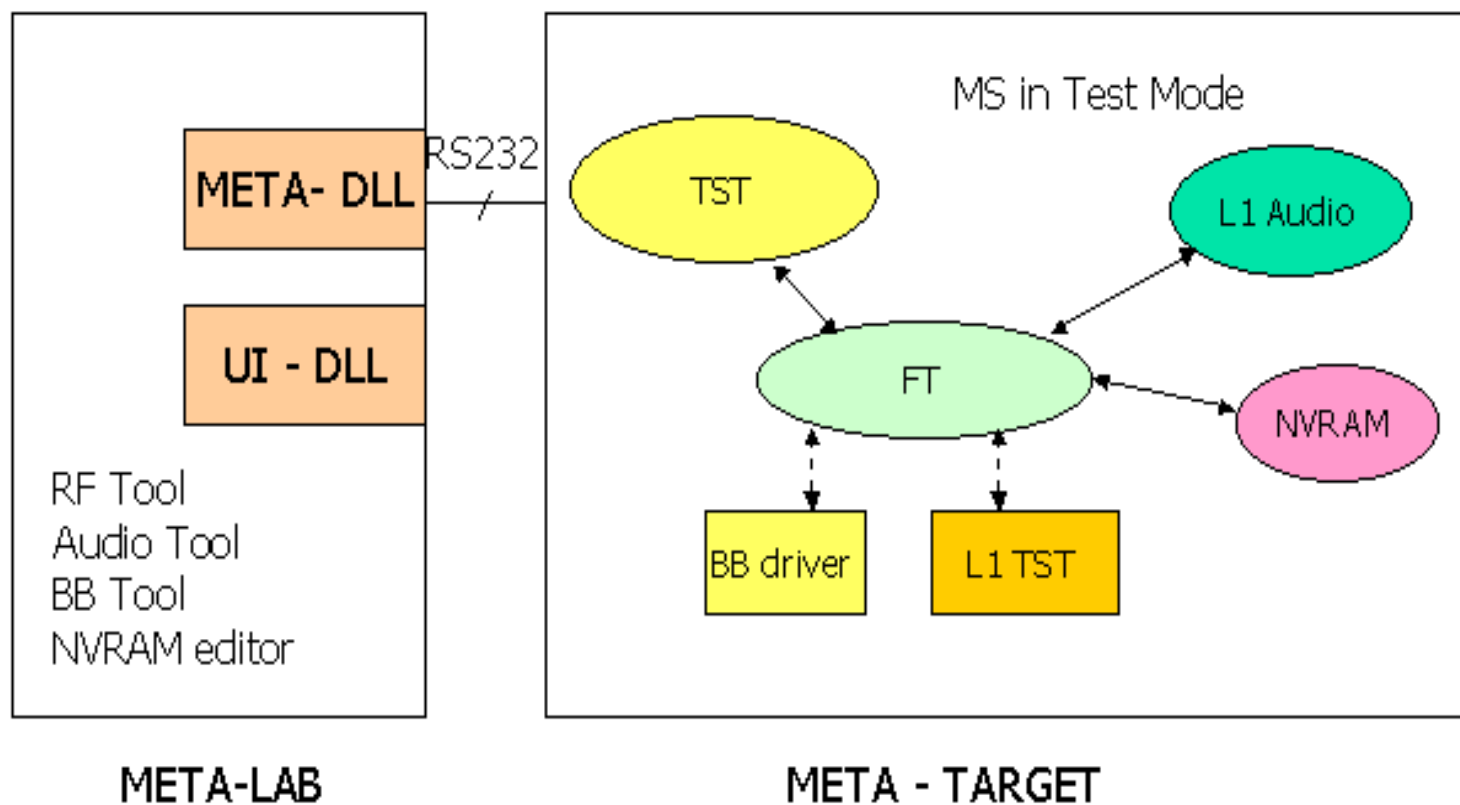 META- DLL
UI - DLL
RF Tool
Audio Tool
BB Tool
NVRAM editor
META-LAB
RS232
MS in Test Mode
TST
L1 Audio
FT
NVRAM
BB driver
L1 TST
META - TARGET